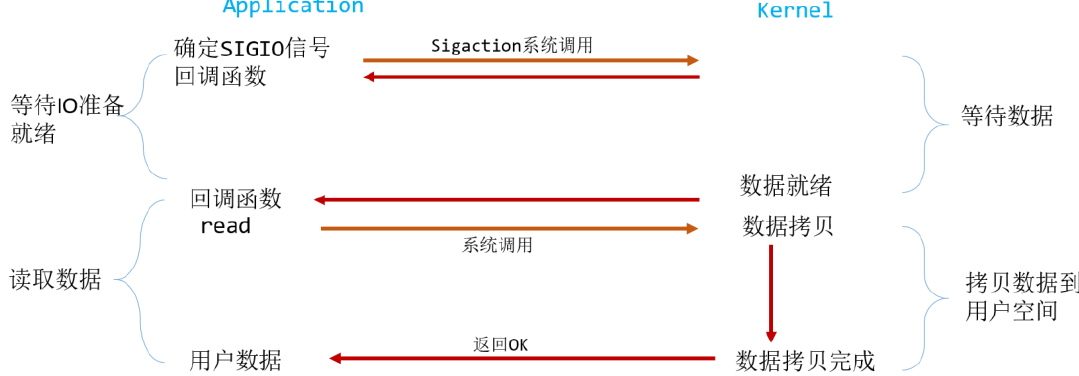 Application
Kernel
确定SIGIO信号
回调函数
Sigaction系统调用
等待IO准备
就绪
等待数据
回调函数
read
数据就绪
数据拷贝
系统调用
读取数据
拷贝数据到
用户空间
用户数据
返回OK
数据拷贝完成